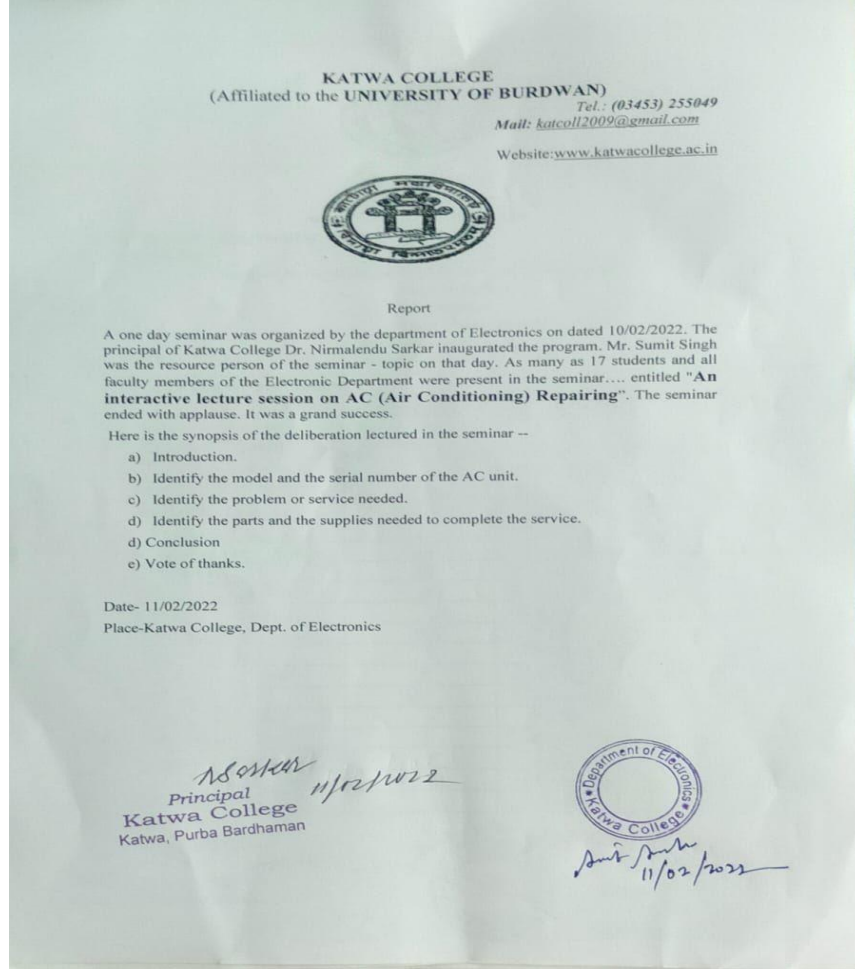 KATWA COLLEGE
(Affiliated to the UNIVERSITY OF BURDWAN)
Tel.: (03453) 255049
Mail: katcoll2009@gmail.com
Website:www.katwacollege.ac.in
Report
A one day seminar was organized by the department of Electronics on dated 10/02/2022. The
principal of Katwa College Dr. Nirmalendu Sarkar inaugurated the program. Mr. Sumit Singh
was the resource person of the seminar - topic on that day. As many as 17 students and all
faculty members of the Electronic Department were present in the seminar…. entitled "An
interactive lecture session on AC (Air Conditioning) Repairing". The seminar
ended with applause. It was a grand success.
Here is the synopsis of the deliberation lectured in the seminar --
a) Introduction.
b) Identify the model and the serial number of the AC unit.
c) Identify the problem or service needed.
d) Identify the parts and the supplies needed to complete the service.
d) Conclusion
e) Vote of thanks.
Date- 11/02/2022
Place-Katwa College, Dept. of Electronics
NSarkar
11/02/2022
Principal
Katwa College
Katwa, Purba Bardhaman
Department of Electronics
Katwa College
11/02/2022